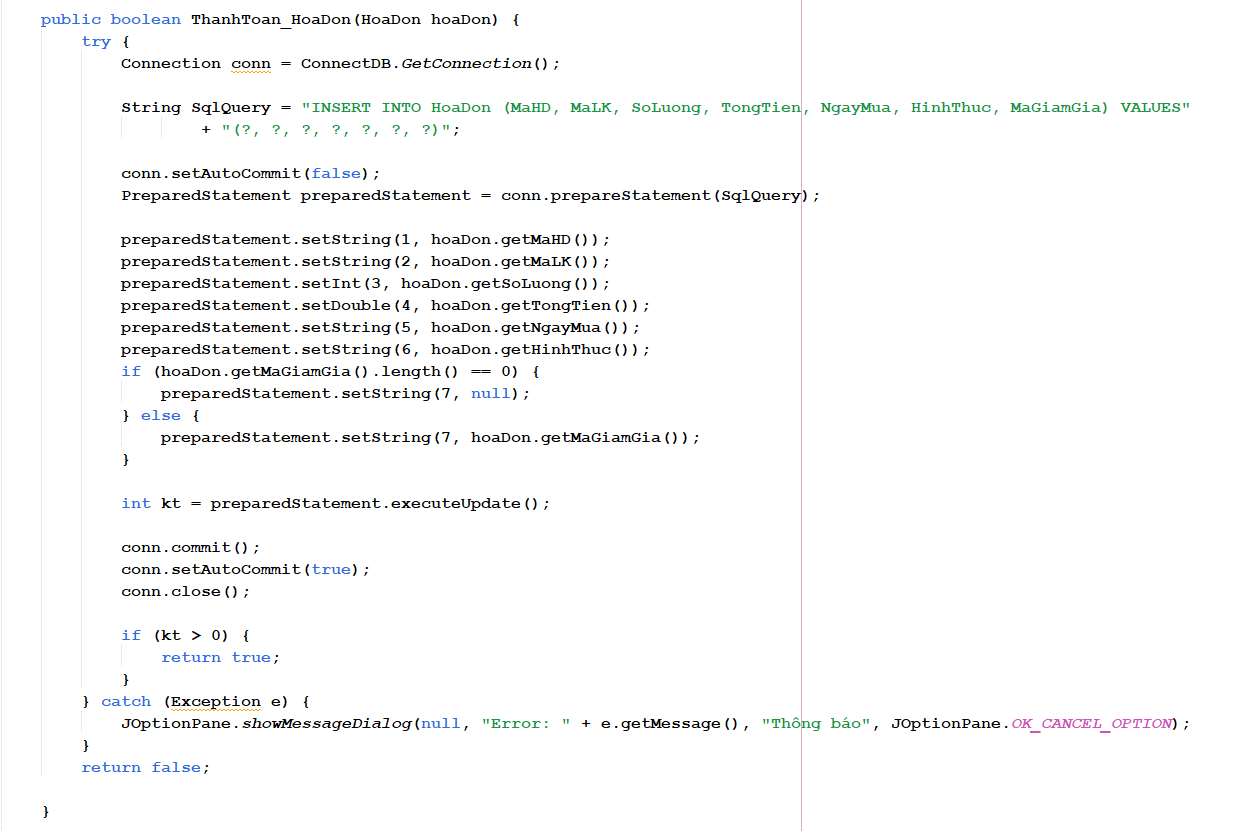 public boolean ThanhToan_HoaDon(HoaDon hoaDon) {
    try {
        Connection conn = ConnectDB.GetConnection();

        String SqlQuery = "INSERT INTO HoaDon (MaHD, MaLK, SoLuong, TongTien, NgayMua, HinhThuc, MaGiamGia) VALUES"
                + "(?, ?, ?, ?, ?, ?, ?)";

        conn.setAutoCommit(false);
        PreparedStatement preparedStatement = conn.prepareStatement(SqlQuery);

        preparedStatement.setString(1, hoaDon.getMaHD());
        preparedStatement.setString(2, hoaDon.getMaLK());
        preparedStatement.setInt(3, hoaDon.getSoLuong());
        preparedStatement.setDouble(4, hoaDon.getTongTien());
        preparedStatement.setString(5, hoaDon.getNgayMua());
        preparedStatement.setString(6, hoaDon.getHinhThuc());
        if (hoaDon.getMaGiamGia().length() == 0) {
            preparedStatement.setString(7, null);
        } else {
            preparedStatement.setString(7, hoaDon.getMaGiamGia());
        }

        int kt = preparedStatement.executeUpdate();

        conn.commit();
        conn.setAutoCommit(true);
        conn.close();

        if (kt > 0) {
            return true;
        }
    } catch (Exception e) {
        JOptionPane.showMessageDialog(null, "Error: " + e.getMessage(), "Thông báo", JOptionPane.OK_CANCEL_OPTION);
    }
    return false;

}